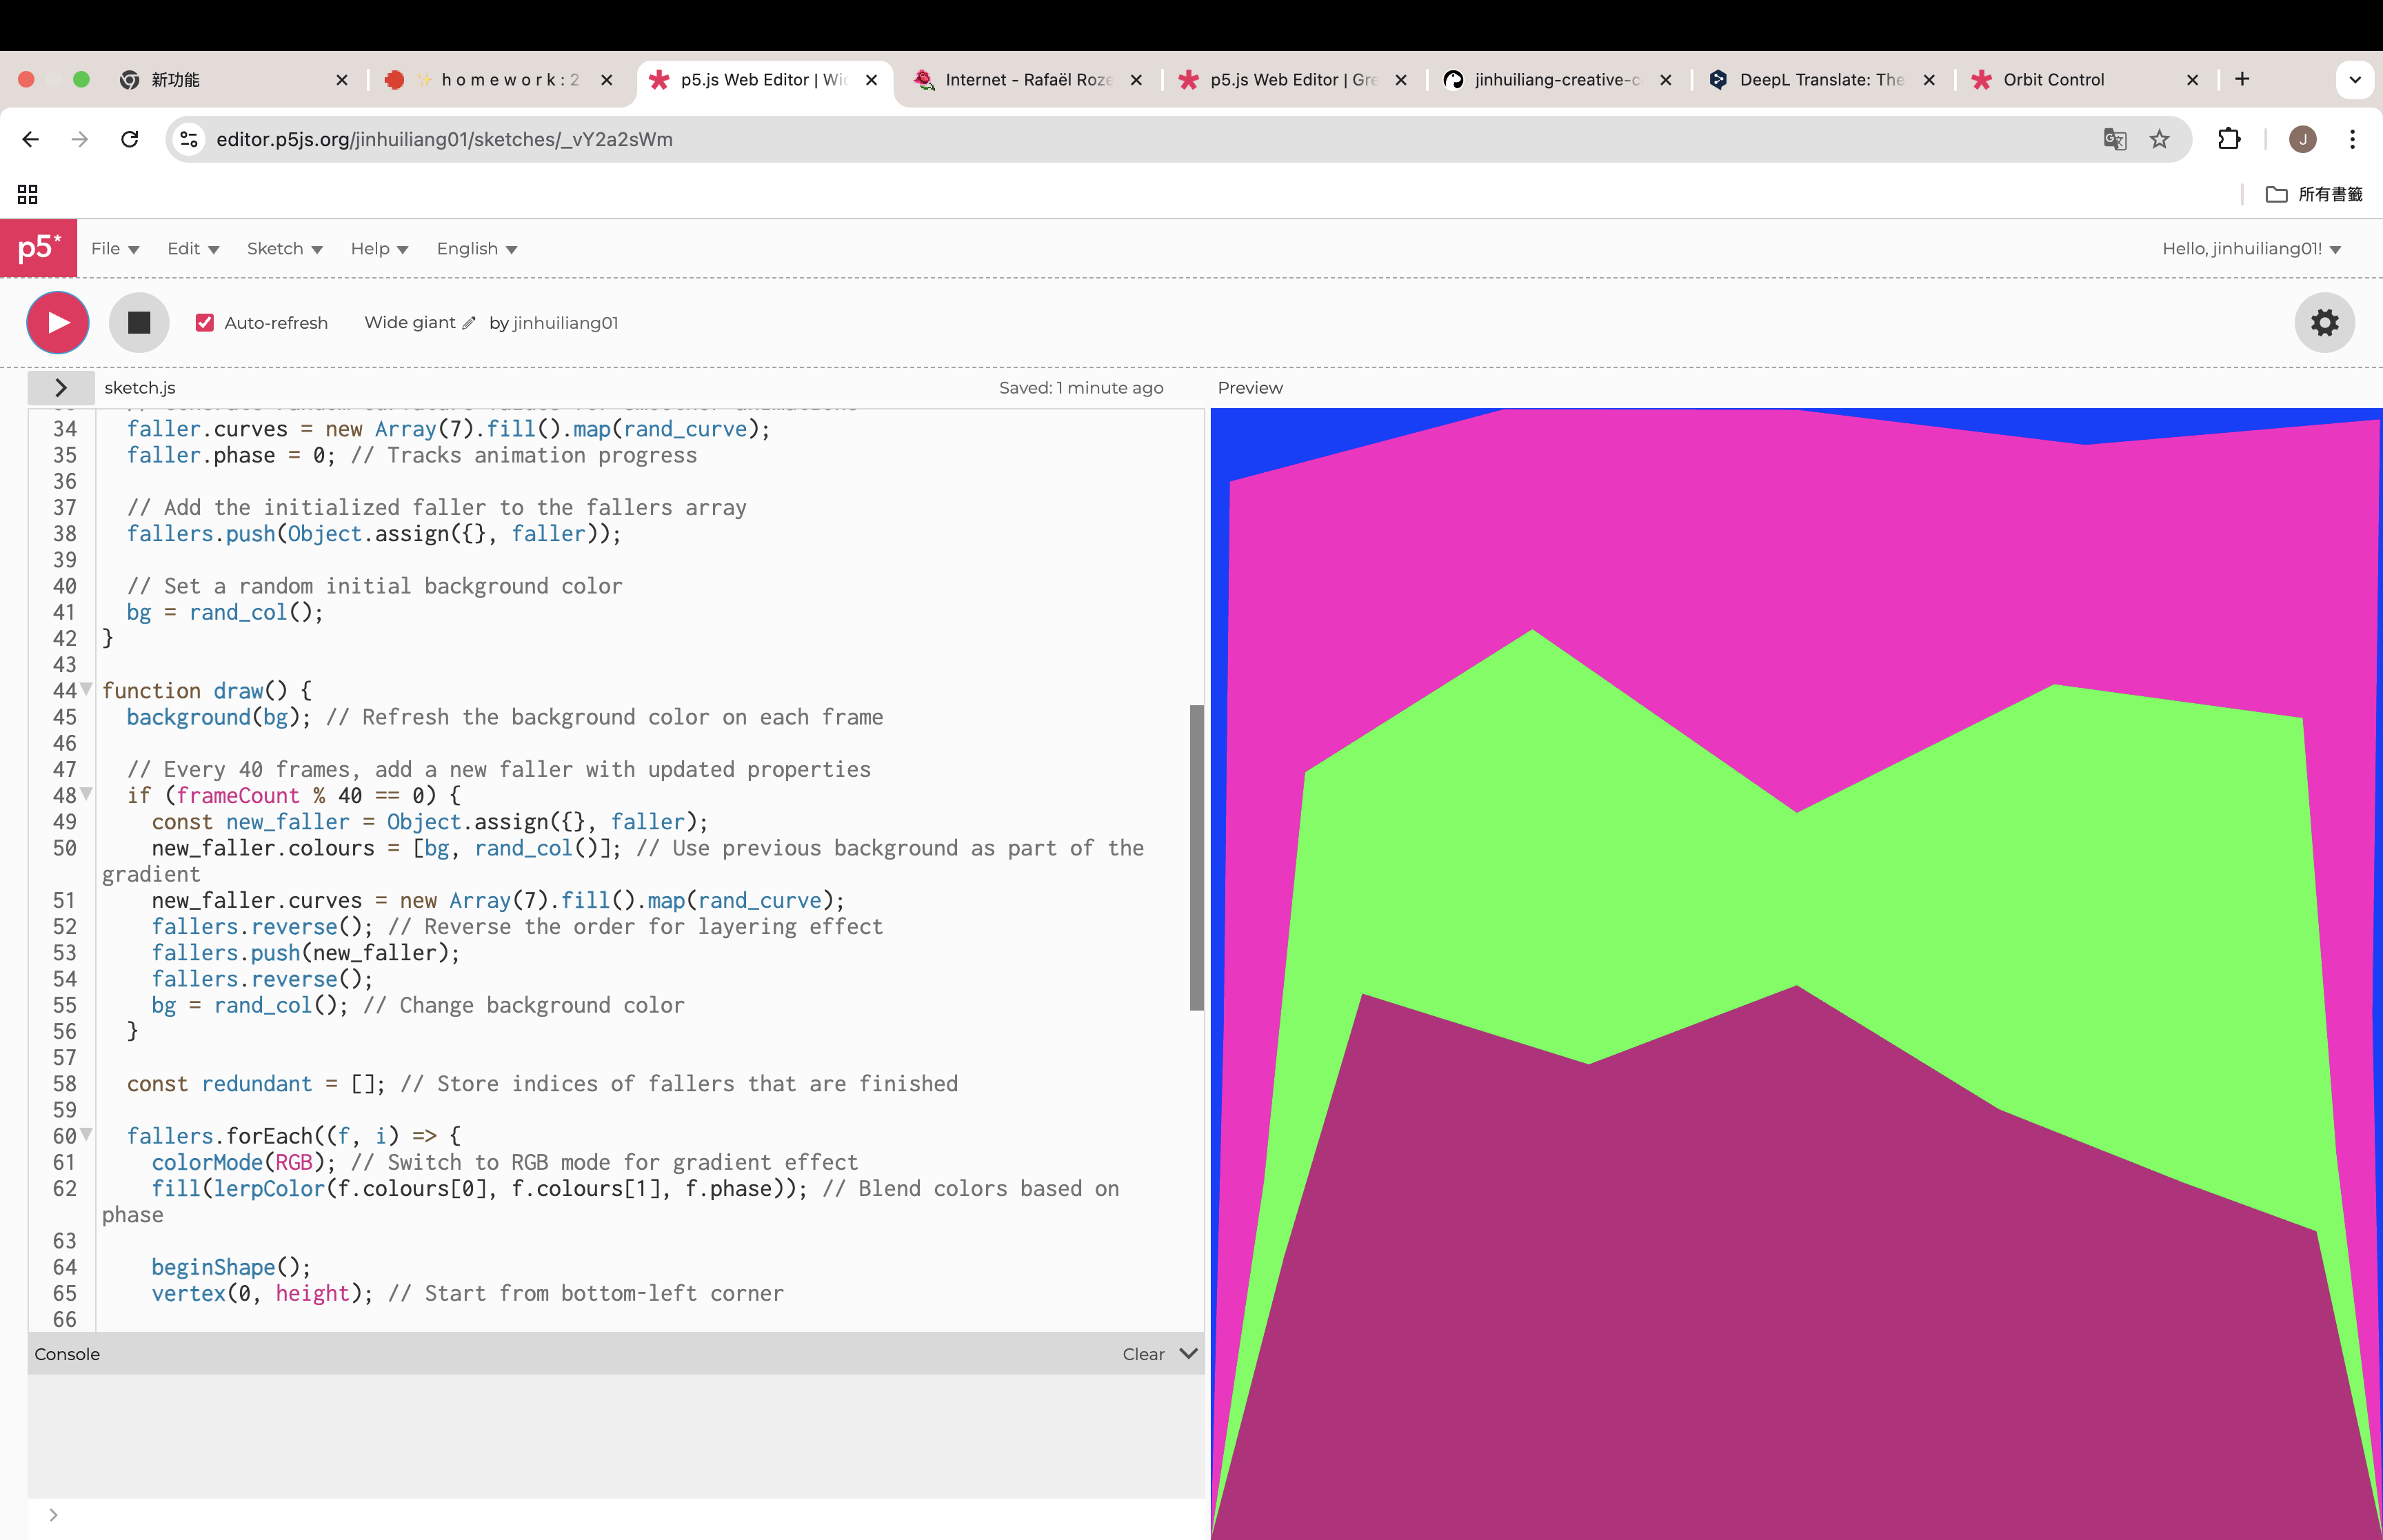 新功能
✨ h o m e w o r k : 2
p5.js Web Editor | Wi
Internet - Rafaël Roze
p5.js Web Editor | Gre
jinhuiliang-creative-c
DeepL Translate: The
Orbit Control
editor.p5js.org/jinhuiliang01/sketches/_vY2a2sWm
J
所有書籤
p5*
File
Edit
Sketch
Help
English
Hello, jinhuiliang01!
Auto-refresh
Wide giant
by jinhuiliang01
sketch.js
Saved: 1 minute ago
Preview
34 faller.curves = new Array(7).fill().map(rand_curve);
35 faller.phase = 0; // Tracks animation progress
36
37 // Add the initialized faller to the fallers array
38 fallers.push(Object.assign({}, faller));
39
40 // Set a random initial background color
41 bg = rand_col();
42 }
43
44 function draw() {
45 background(bg); // Refresh the background color on each frame
46
47 // Every 40 frames, add a new faller with updated properties
48 if (frameCount % 40 == 0) {
49 const new_faller = Object.assign({}, faller);
50 new_faller.colours = [bg, rand_col()]; // Use previous background as part of the
gradient
51 new_faller.curves = new Array(7).fill().map(rand_curve);
52 fallers.reverse(); // Reverse the order for layering effect
53 fallers.push(new_faller);
54 fallers.reverse();
55 bg = rand_col(); // Change background color
56 }
57
58 const redundant = []; // Store indices of fallers that are finished
59
60 fallers.forEach((f, i) => {
61 colorMode(RGB); // Switch to RGB mode for gradient effect
62 fill(lerpColor(f.colours[0], f.colours[1], f.phase)); // Blend colors based on
phase
63
64 beginShape();
65 vertex(0, height); // Start from bottom-left corner
66
Console
Clear
>